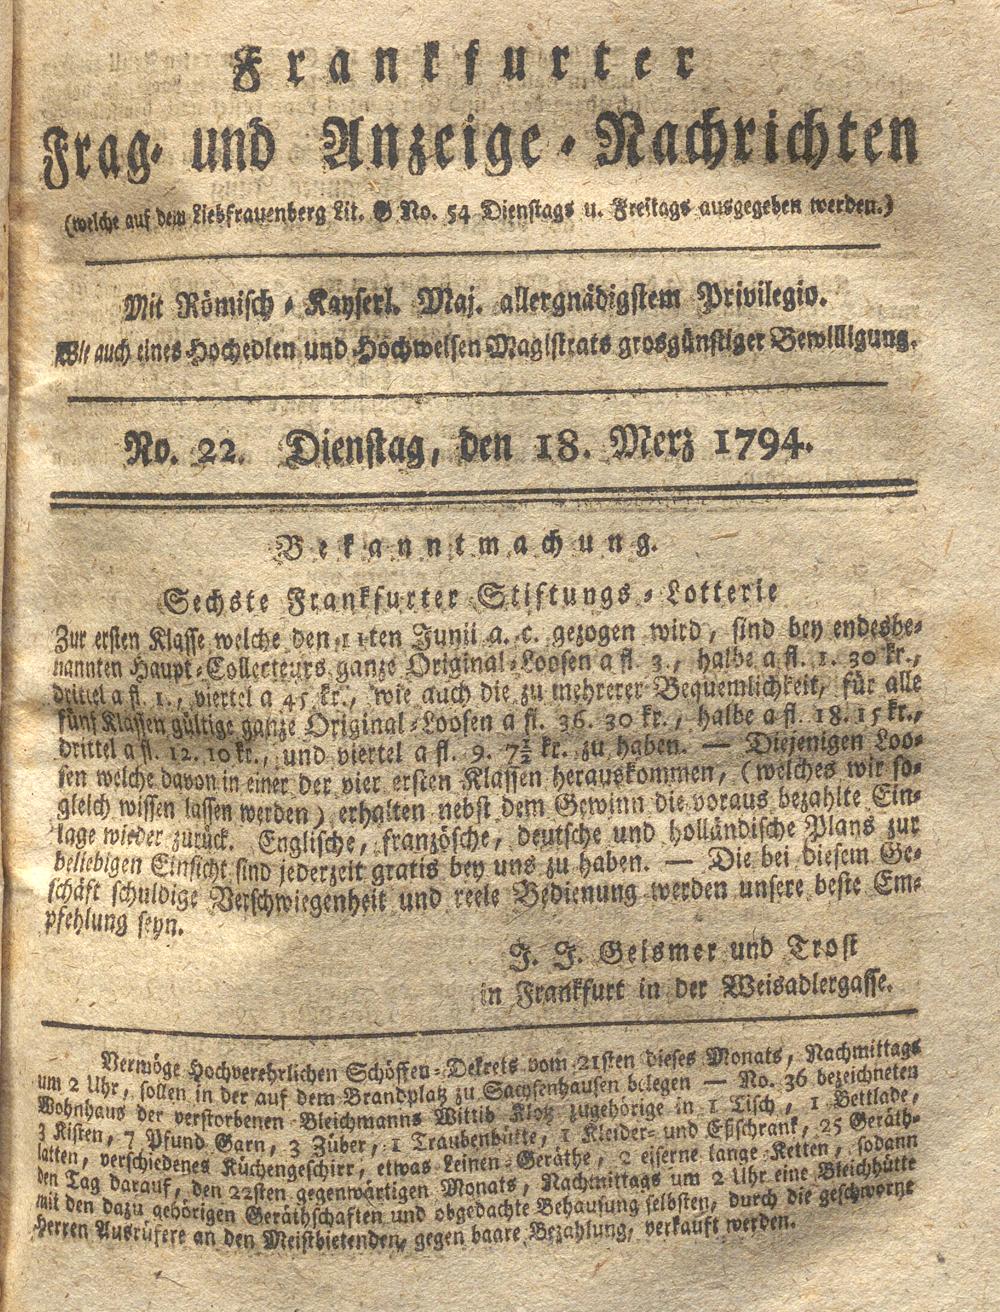 Frankfurter
Frag- und Anzeige-Nachrichten
(welche auf dem Liebfrauenberg Lit. G No. 54 Dienstags u. Freitags ausgegeben werden.)
Mit Römisch-Kayserl. Maj. allergnädigstem Privilegio.
Wie auch eines Hochedlen und Hochweisen Magistrats grosgünstiger Bewilligung.
No. 22. Dienstag, den 18. Merz 1794.
Bekanntmachung.
Sechste Frankfurter Stiftungs-Lotterie
Zur ersten Klasse welche den 11ten Junii a. c. gezogen wird, sind bey endesbe-
nannten Haupt-Collecteurs ganze Original-Loosen a fl. 3., halbe a fl. 1. 30 kr.,
drittel a fl. 1., viertel a 45 kr., wie auch die zu mehrerer Bequemlichkeit, für alle
fünf Klassen gültige ganze Original-Loosen a fl. 36. 30 kr., halbe a fl. 18. 15 kr.,
drittel a fl. 12. 10 kr., und viertel a fl. 9. 7½ kr. zu haben. — Diejenigen Loo-
sen welche davon in einer der vier ersten Klassen herauskommen, (welches wir so-
gleich wissen lassen werden) erhalten nebst dem Gewinn die voraus bezahlte Ein-
lage wieder zurück. Englische, französche, deutsche und holländische Plans zur
beliebigen Einsicht sind jederzeit gratis bey uns zu haben. — Die bei diesem Ge-
schäft schuldige Verschwiegenheit und reele Bedienung werden unsere beste Em-
pfehlung seyn.
J. J. Geismer und Trost
in Frankfurt in der Weisadlergasse.
Vermöge Hochverehrlichen Schöffen-Dekrets vom 21sten dieses Monats, Nachmittags
um 2 Uhr, sollen in der auf dem Brandplatz zu Sachsenhausen belegen — No. 36 bezeichneten
Wohnhaus der verstorbenen Bleichmanns Wittib Klotz zugehörige in 1 Tisch, 1 Bettlade,
3 Kisten, 7 Pfund Garn, 3 Züber, 1 Traubenbütte, 1 Kleider- und Eßschrank, 25 Geräth-
latten, verschiedenes Küchengeschirr, etwas Leinen-Geräthe, 2 eiserne lange Ketten, sodann
den Tag darauf, den 22sten gegenwärtigen Monats, Nachmittags um 2 Uhr eine Bleichhütte
mit den dazu gehörigen Geräthschaften und obgedachte Behausung selbsten, durch die geschworne
Herren Ausrüfere an den Meistbietenden, gegen baare Bezahlung, verkauft werden.